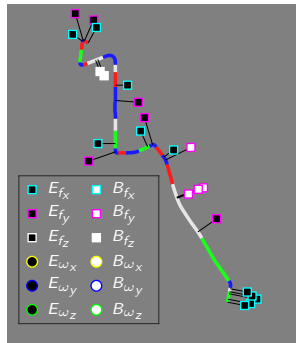 E_{f_x} B_{f_x}
E_{f_y} B_{f_y}
E_{f_z} B_{f_z}
E_{ω_x} B_{ω_x}
E_{ω_y} B_{ω_y}
E_{ω_z} B_{ω_z}